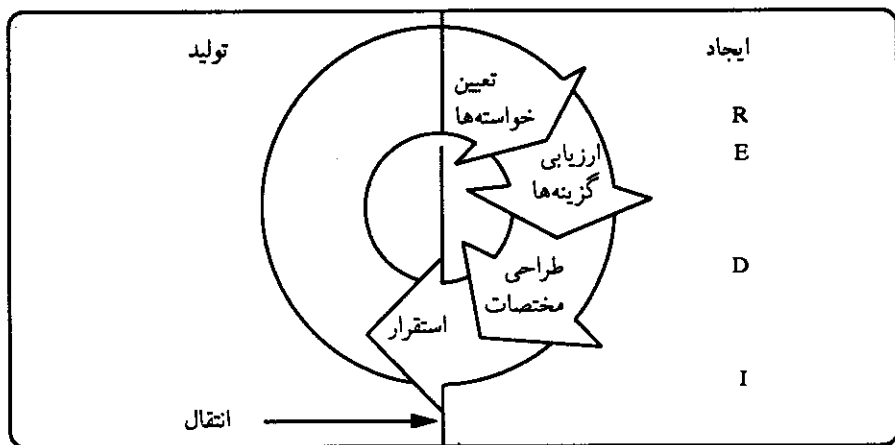 ایجاد
تولید
تعیین
خواسته‌ها
R
ارزیابی
گزینه‌ها
E
طراحی
مختصات
D
استقرار
I
انتقال